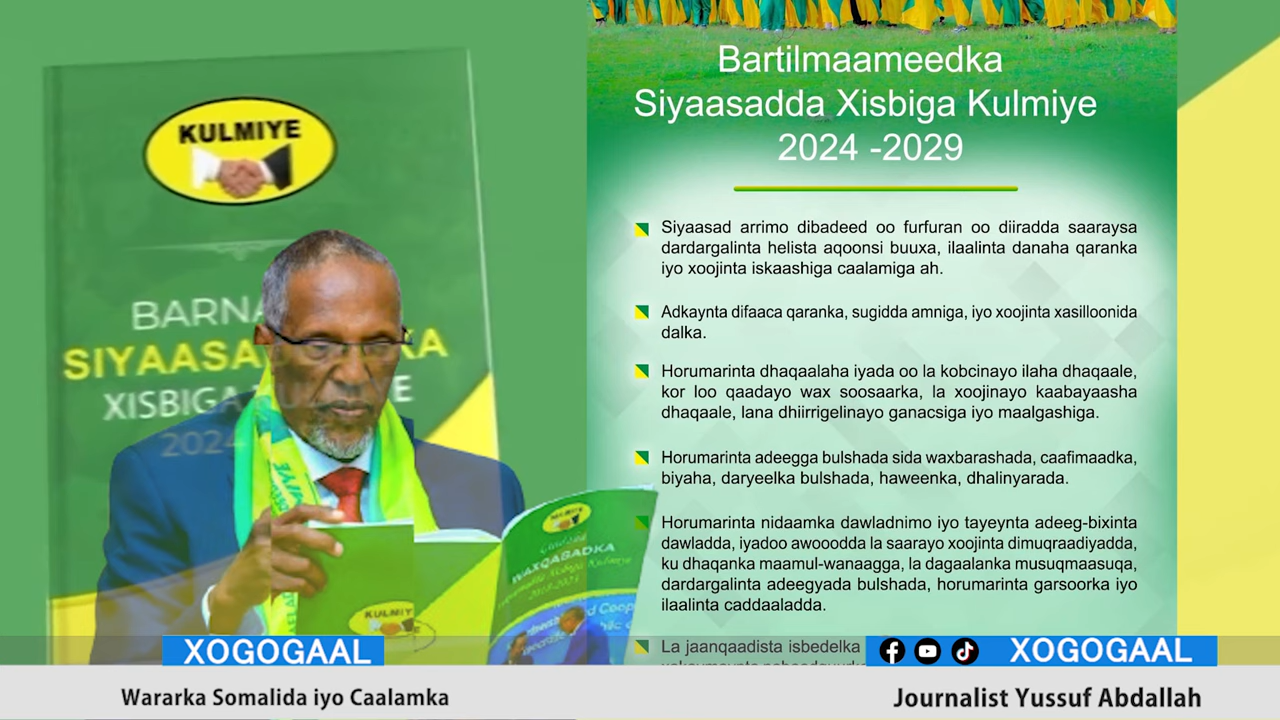 KULMIYE
BARNA
SIYAASA KA
XISBIGA E
2024
KULMIY
WAXQABADKA
Bartilmaameedka
Siyaasadda Xisbiga Kulmiye
2024 -2029
Siyaasad arrimo dibadeed oo furfuran oo diiradda saaraysa
dardargalinta helista aqoonsi buuxa, ilaalinta danaha qaranka
iyo xoojinta iskaashiga caalamiga ah.
Adkaynta difaaca qaranka, sugidda amniga, iyo xoojinta xasilloonida
dalka.
Horumarinta dhaqaalaha iyada oo la kobcinayo ilaha dhaqaale,
kor loo qaadayo wax soosaarka, la xoojinayo kaabayaasha
dhaqaale, lana dhiirrigelinayo ganacsiga iyo maalgashiga.
Horumarinta adeegga bulshada sida waxbarashada, caafimaadka,
biyaha, daryeelka bulshada, haweenka, dhalinyarada.
Horumarinta nidaamka dawladnimo iyo tayeynta adeeg-bixinta
dawladda, iyadoo awooodda la saarayo xoojinta dimuqraadiyadda,
ku dhaqanka maamul-wanaagga, la dagaalanka musuqmaasuqa,
dardargalinta adeegyada bulshada, horumarinta garsoorka iyo
ilaalinta caddaaladda.
La jaanqaadista isbedelka
XOGOGAAL
XOGOGAAL
Wararka Somalida iyo Caalamka
Journalist Yussuf Abdallah